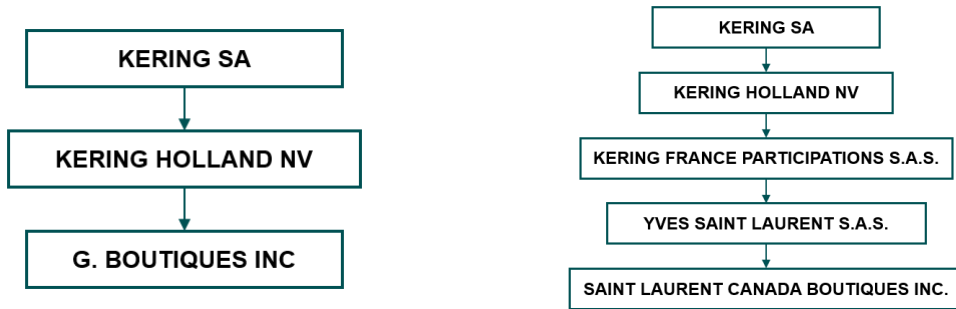 KERING SA
KERING HOLLAND NV
G. BOUTIQUES INC
KERING SA
KERING HOLLAND NV
KERING FRANCE PARTICIPATIONS S.A.S.
YVES SAINT LAURENT S.A.S.
SAINT LAURENT CANADA BOUTIQUES INC.